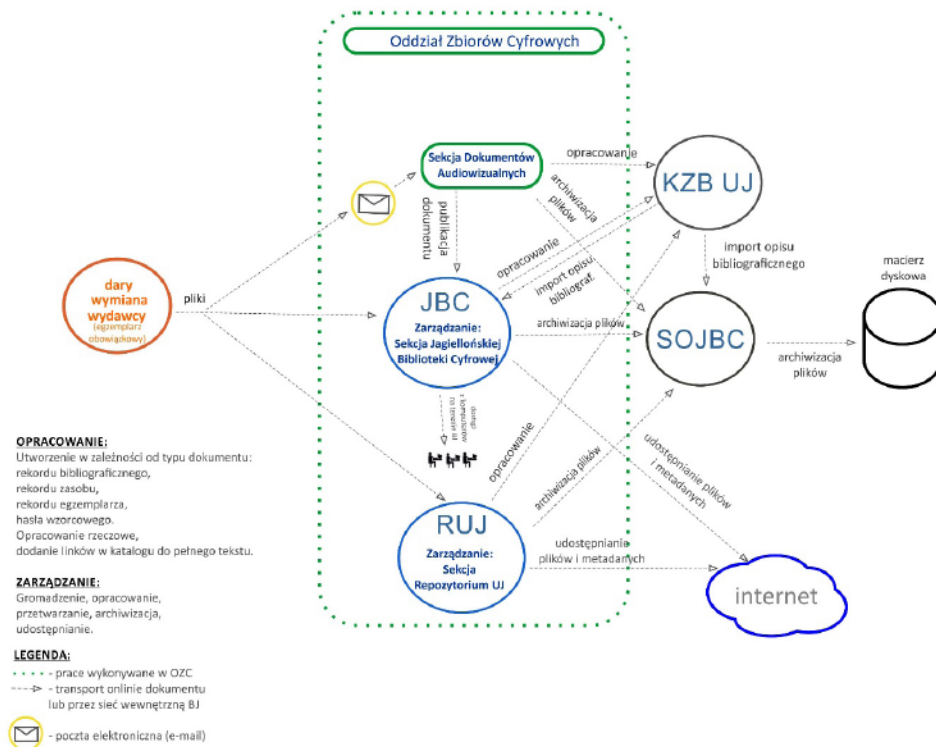 Oddział Zbiorów Cyfrowych
Sekcja Dokumentów
Audiowizualnych
opracowanie
KZB UJ
archiwizacja
plików
publikacja
dokumentu
opracowanie
import opisu
bibliograf.
import opisu
bibliograficznego
macierz
dyskowa
dary
wymiana
wydawcy
(egzemplarz
obowiązkowy)
pliki
JBC
Zarządzanie:
Sekcja Jagiellońskiej
Biblioteki Cyfrowej
archiwizacja plików
SOJBC
archiwizacja
plików
dostęp
z komputerów
na terenie BJ
opracowanie
archiwizacja plików
udostępnianie plików
i metadanych
RUJ
Zarządzanie:
Sekcja
Repozytorium UJ
udostępnianie
plików i metadanych
internet
OPRACOWANIE:
Utworzenie w zależności od typu dokumentu:
rekordu bibliograficznego,
rekordu zasobu,
rekordu egzemplarza,
hasła wzorcowego.
Opracowanie rzeczowe,
dodanie linków w katalogu do pełnego tekstu.
ZARZĄDZANIE:
Gromadzenie, opracowanie,
przetwarzanie, archiwizacja,
udostępnianie.
LEGENDA:
- prace wykonywane w OZC
- transport onlinie dokumentu
lub przez sieć wewnętrzną BJ
- poczta elektroniczna (e-mail)